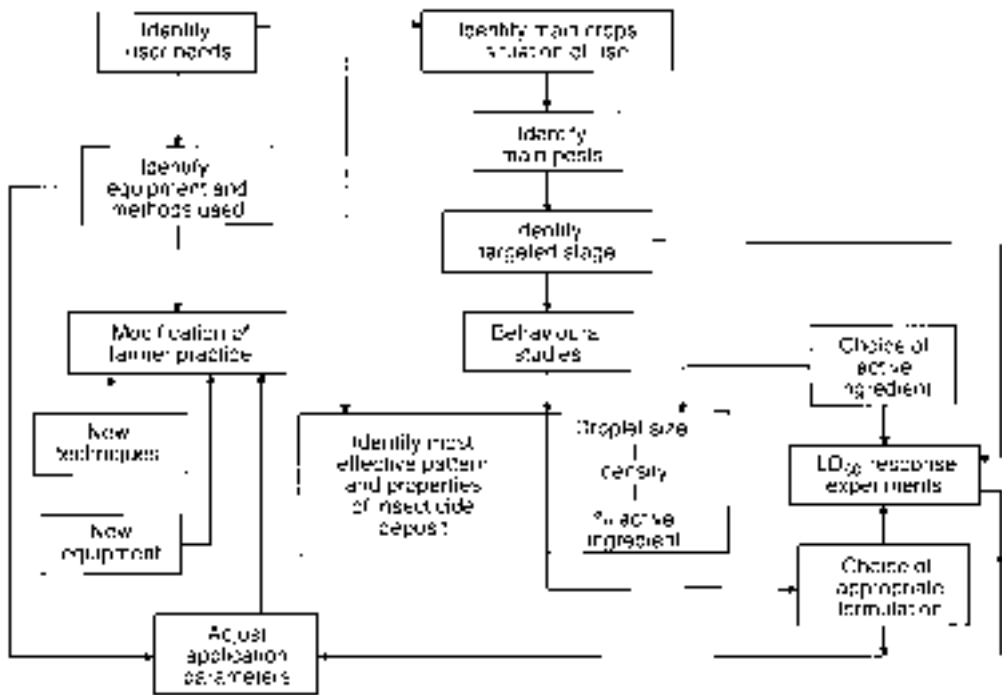 Identify
user needs
Identify main crops
situation of use
Identify
main pests
Identify
equipment and
methods used
Identify
targeted stage
Modification of
farmer practice
Behavioural
studies
Choice of
active
ingredient
New
techniques
Identify most
effective pattern
and properties
of insecticide
deposit
Droplet size
density
% active
ingredient
LD50 response
experiments
New
equipment
Choice of
appropriate
formulation
Adjust
application
parameters